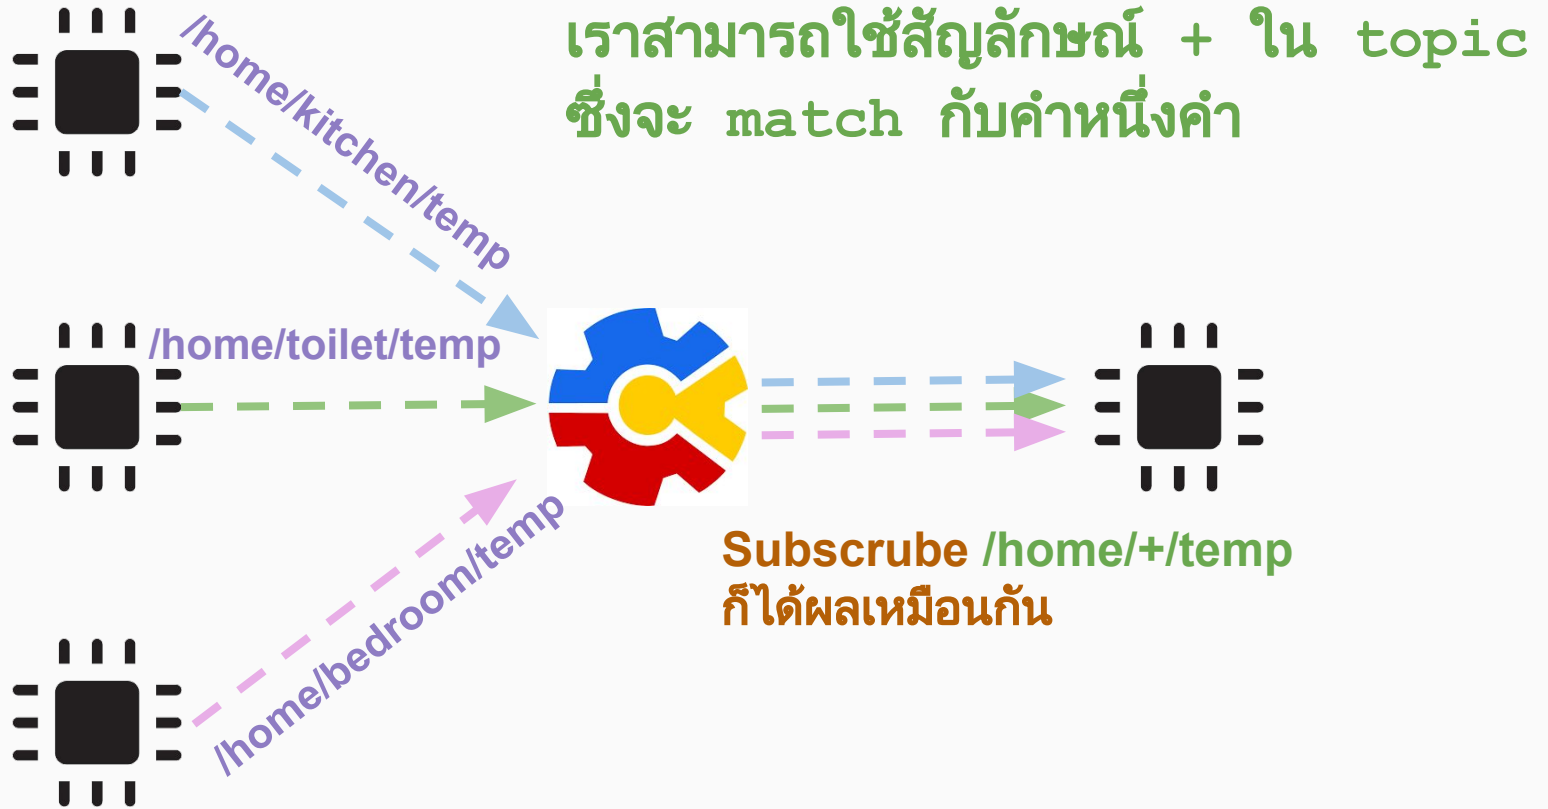 เราสามารถใช้สัญลักษณ์ + ใน topic
ซึ่งจะ match กับคำหนึ่งคำ
/home/kitchen/temp
/home/toilet/temp
/home/bedroom/temp
Subscrube /home/+/temp
ก็ได้ผลเหมือนกัน